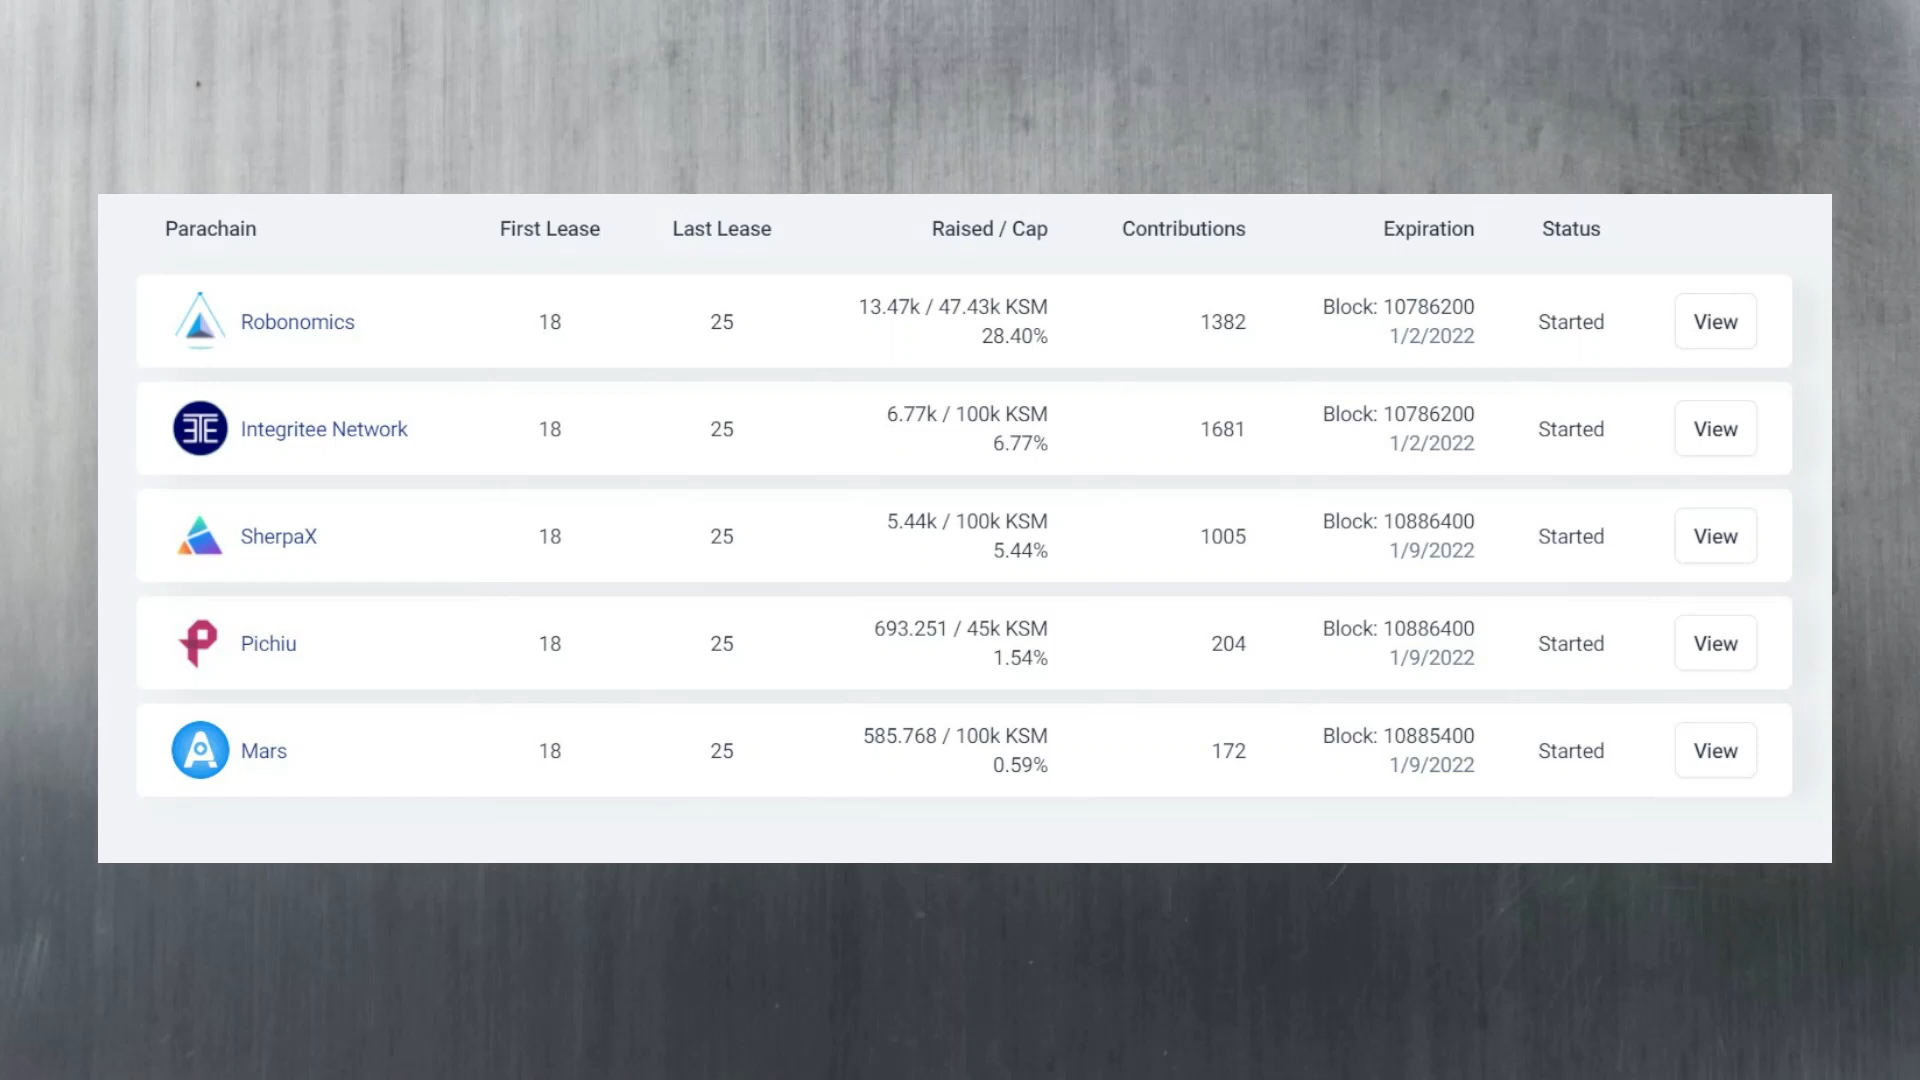 Parachain First Lease Last Lease Raised / Cap Contributions Expiration Status
Robonomics 18 25 13.47k / 47.43k KSM 28.40% 1382 Block: 10786200 1/2/2022 Started View
Integritee Network 18 25 6.77k / 100k KSM 6.77% 1681 Block: 10786200 1/2/2022 Started View
SherpaX 18 25 5.44k / 100k KSM 5.44% 1005 Block: 10886400 1/9/2022 Started View
Pichiu 18 25 693.251 / 45k KSM 1.54% 204 Block: 10886400 1/9/2022 Started View
Mars 18 25 585.768 / 100k KSM 0.59% 172 Block: 10885400 1/9/2022 Started View